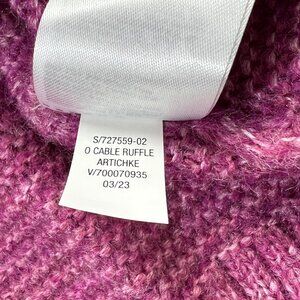 S/727559-02
O CABLE RUFFLE
ARTICHKE
V/700070935
03/23